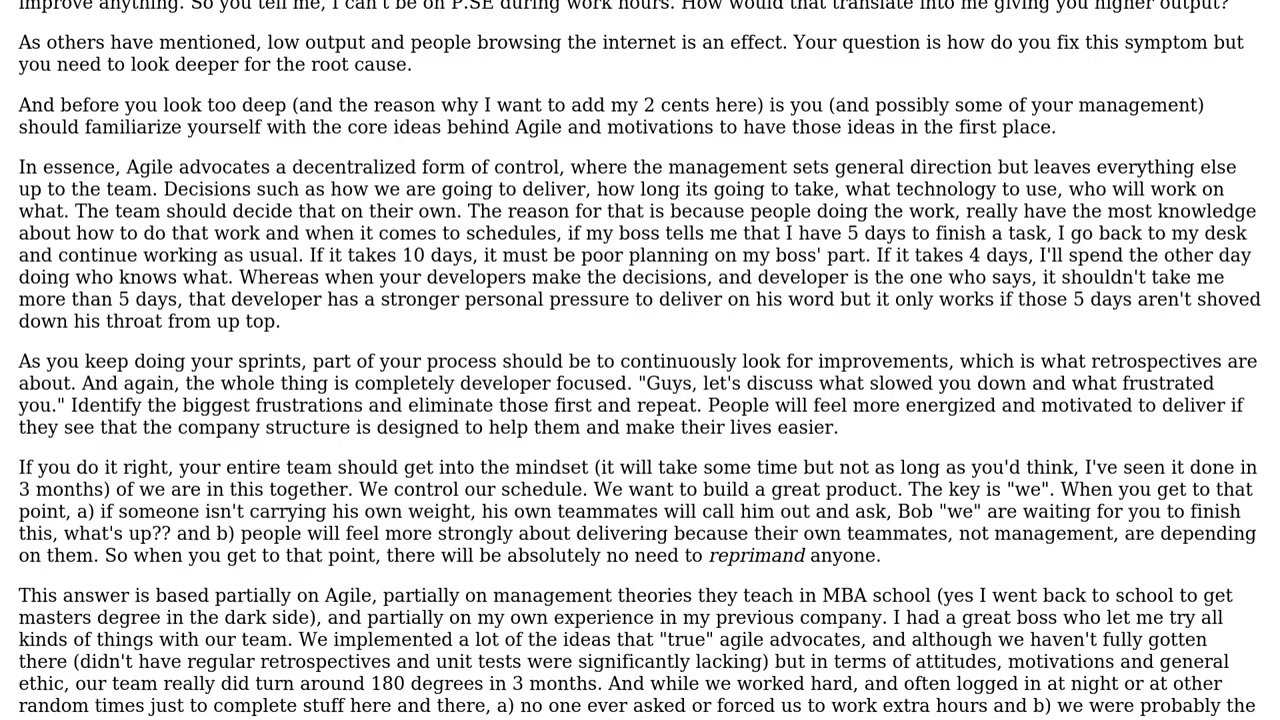 improve anything. So you tell me, I can't be on P.SE during work hours. How would that translate into me giving you higher output?
As others have mentioned, low output and people browsing the internet is an effect. Your question is how do you fix this symptom but
you need to look deeper for the root cause.
And before you look too deep (and the reason why I want to add my 2 cents here) is you (and possibly some of your management)
should familiarize yourself with the core ideas behind Agile and motivations to have those ideas in the first place.
In essence, Agile advocates a decentralized form of control, where the management sets general direction but leaves everything else
up to the team. Decisions such as how we are going to deliver, how long its going to take, what technology to use, who will work on
what. The team should decide that on their own. The reason for that is because people doing the work, really have the most knowledge
about how to do that work and when it comes to schedules, if my boss tells me that I have 5 days to finish a task, I go back to my desk
and continue working as usual. If it takes 10 days, it must be poor planning on my boss' part. If it takes 4 days, I'll spend the other day
doing who knows what. Whereas when your developers make the decisions, and developer is the one who says, it shouldn't take me
more than 5 days, that developer has a stronger personal pressure to deliver on his word but it only works if those 5 days aren't shoved
down his throat from up top.
As you keep doing your sprints, part of your process should be to continuously look for improvements, which is what retrospectives are
about. And again, the whole thing is completely developer focused. "Guys, let's discuss what slowed you down and what frustrated
you." Identify the biggest frustrations and eliminate those first and repeat. People will feel more energized and motivated to deliver if
they see that the company structure is designed to help them and make their lives easier.
If you do it right, your entire team should get into the mindset (it will take some time but not as long as you'd think, I've seen it done in
3 months) of we are in this together. We control our schedule. We want to build a great product. The key is "we". When you get to that
point, a) if someone isn't carrying his own weight, his own teammates will call him out and ask, Bob "we" are waiting for you to finish
this, what's up?? and b) people will feel more strongly about delivering because their own teammates, not management, are depending
on them. So when you get to that point, there will be absolutely no need to reprimand anyone.
This answer is based partially on Agile, partially on management theories they teach in MBA school (yes I went back to school to get
masters degree in the dark side), and partially on my own experience in my previous company. I had a great boss who let me try all
kinds of things with our team. We implemented a lot of the ideas that "true" agile advocates, and although we haven't fully gotten
there (didn't have regular retrospectives and unit tests were significantly lacking) but in terms of attitudes, motivations and general
ethic, our team really did turn around 180 degrees in 3 months. And while we worked hard, and often logged in at night or at other
random times just to complete stuff here and there, a) no one ever asked or forced us to work extra hours and b) we were probably the